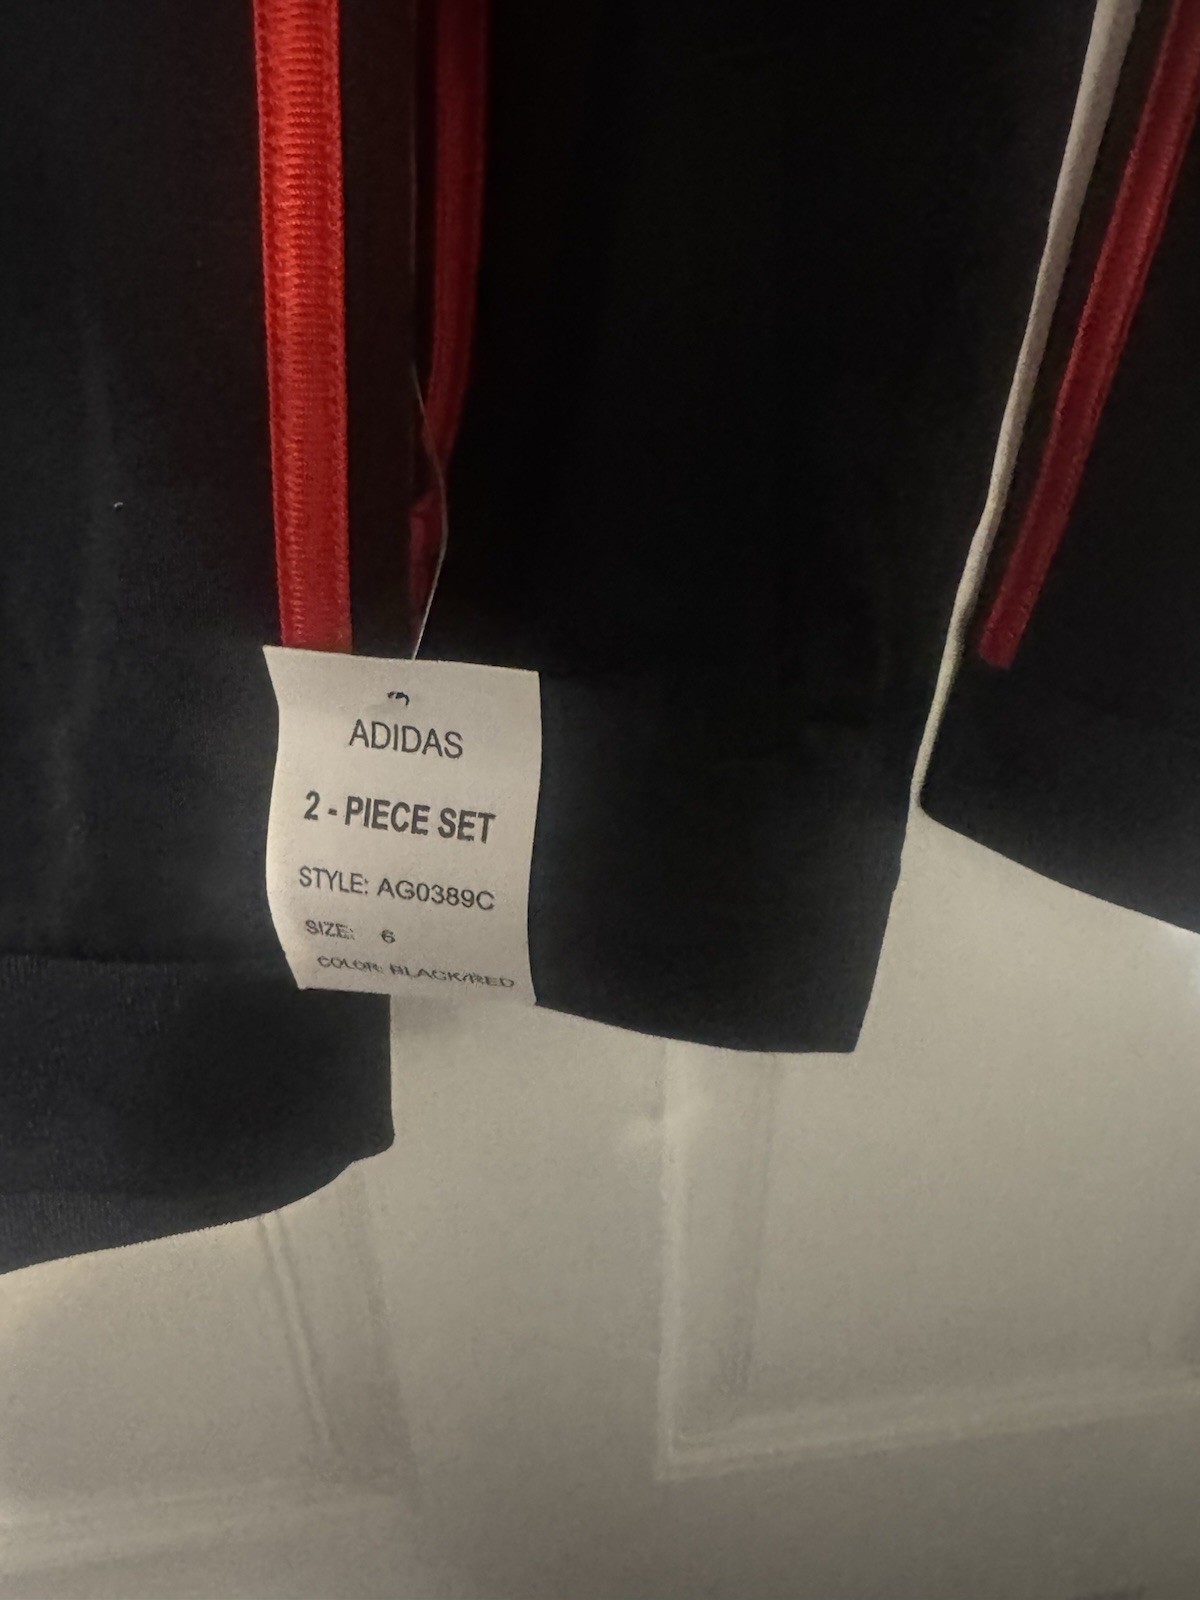 ADIDAS
2 - PIECE SET
STYLE: AG0389C
SIZE: 6
COLOR: BLACK/RED